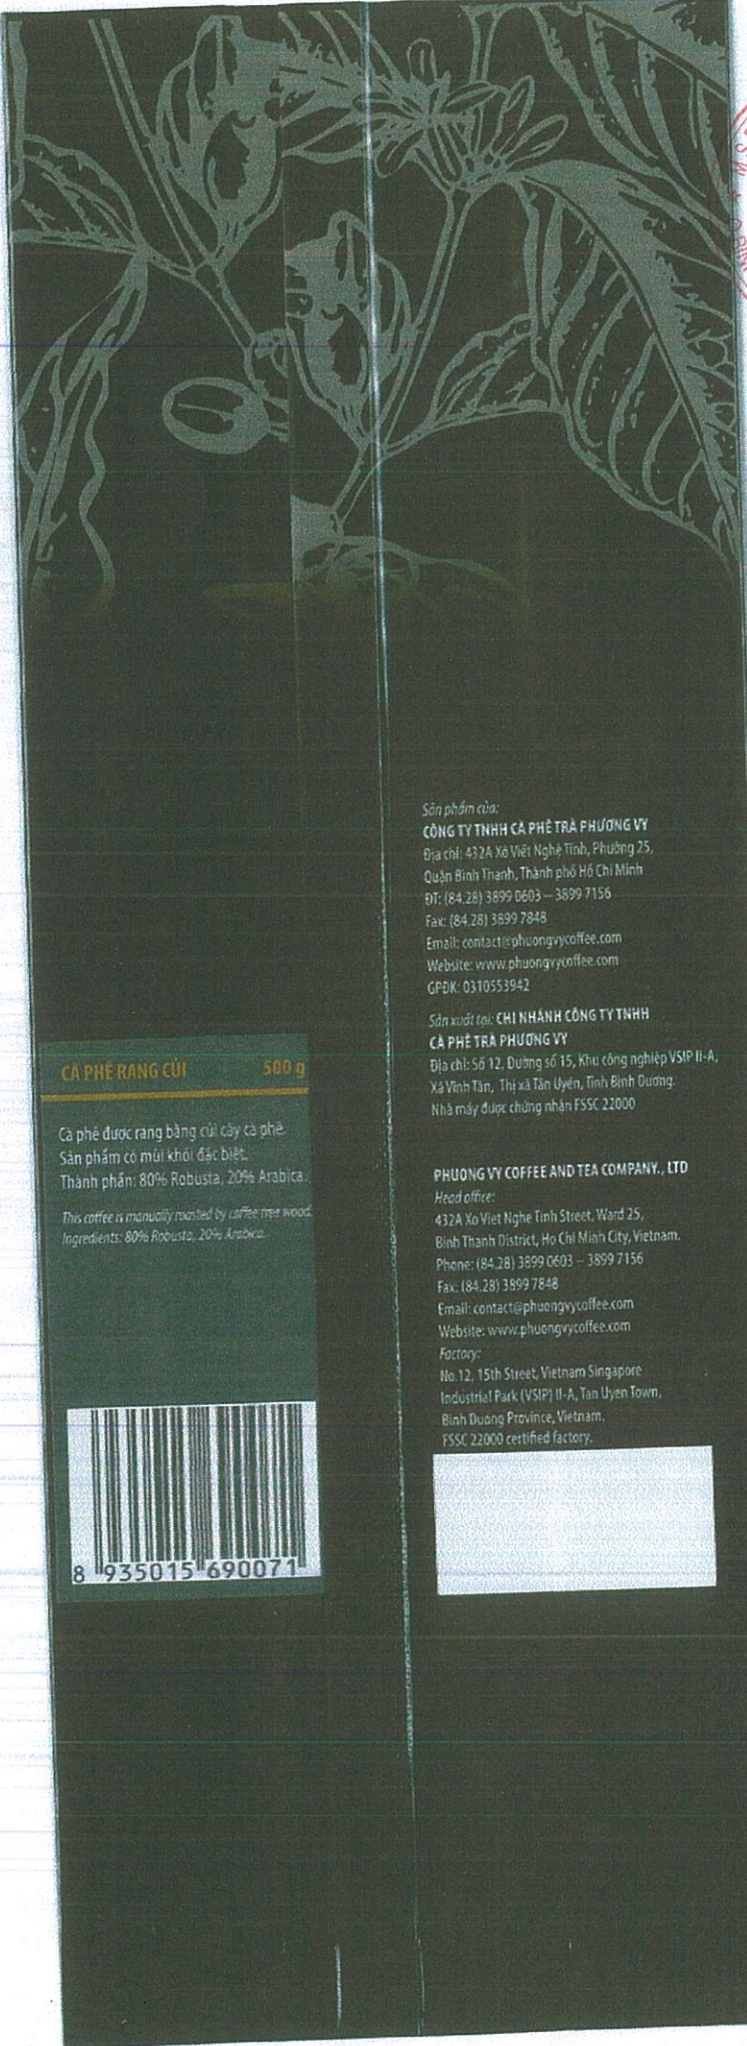 CÀ PHÊ RANG CỦI 500 g
Cà phê được rang bằng củi cây cà phê.
Sản phẩm có mùi khói đặc biệt.
Thành phần: 80% Robusta, 20% Arabica.
This coffee is manually roasted by coffee tree wood.
Ingredients: 80% Robusta, 20% Arabica.
8 935015 690071
Sản phẩm của:
CÔNG TY TNHH CÀ PHÊ TRÀ PHƯƠNG VY
Địa chỉ: 432A Xô Viết Nghệ Tĩnh, Phường 25,
Quận Bình Thạnh, Thành phố Hồ Chí Minh
ĐT: (84.28) 3899 0603 – 3899 7156
Fax: (84.28) 3899 7848
Email: contact@phuongvycoffee.com
Website: www.phuongvycoffee.com
GPĐK: 0310553942
Sản xuất tại: CHI NHÁNH CÔNG TY TNHH
CÀ PHÊ TRÀ PHƯƠNG VY
Địa chỉ: Số 12, Đường số 15, Khu công nghiệp VSIP II-A,
Xã Vĩnh Tân, Thị xã Tân Uyên, Tỉnh Bình Dương.
Nhà máy được chứng nhận FSSC 22000
PHUONG VY COFFEE AND TEA COMPANY., LTD
Head office:
432A Xo Viet Nghe Tinh Street, Ward 25,
Binh Thanh District, Ho Chi Minh City, Vietnam.
Phone: (84.28) 3899 0603 – 3899 7156
Fax: (84.28) 3899 7848
Email: contact@phuongvycoffee.com
Website: www.phuongvycoffee.com
Factory:
No.12, 15th Street, Vietnam Singapore
Industrial Park (VSIP) II-A, Tan Uyen Town,
Binh Duong Province, Vietnam.
FSSC 22000 certified factory.